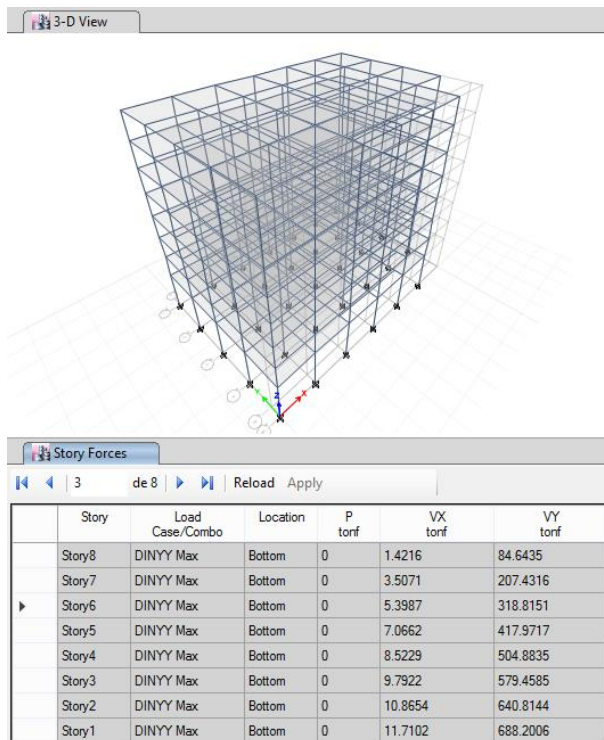 3-D View
Z
Y
X
Story Forces
3 de 8 Reload Apply
Story Load Case/Combo Location P tonf VX tonf VY tonf
Story8 DINYY Max Bottom 0 1.4216 84.6435
Story7 DINYY Max Bottom 0 3.5071 207.4316
Story6 DINYY Max Bottom 0 5.3987 318.8151
Story5 DINYY Max Bottom 0 7.0662 417.9717
Story4 DINYY Max Bottom 0 8.5229 504.8835
Story3 DINYY Max Bottom 0 9.7922 579.4585
Story2 DINYY Max Bottom 0 10.8654 640.8144
Story1 DINYY Max Bottom 0 11.7102 688.2006